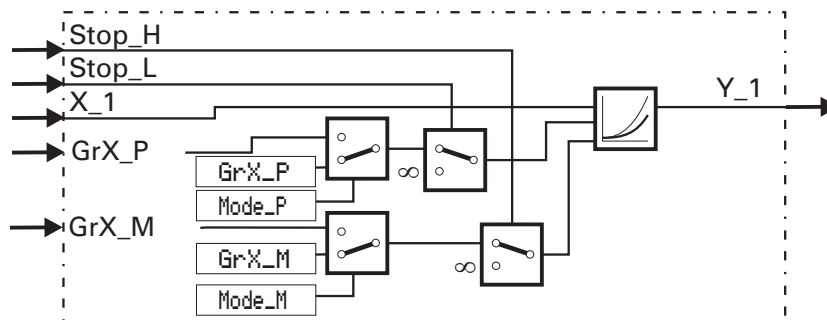 Stop_H
Stop_L
X_1
Y_1
GrX_P
GrX_P
∞
Mode_P
GrX_M
GrX_M
∞
Mode_M